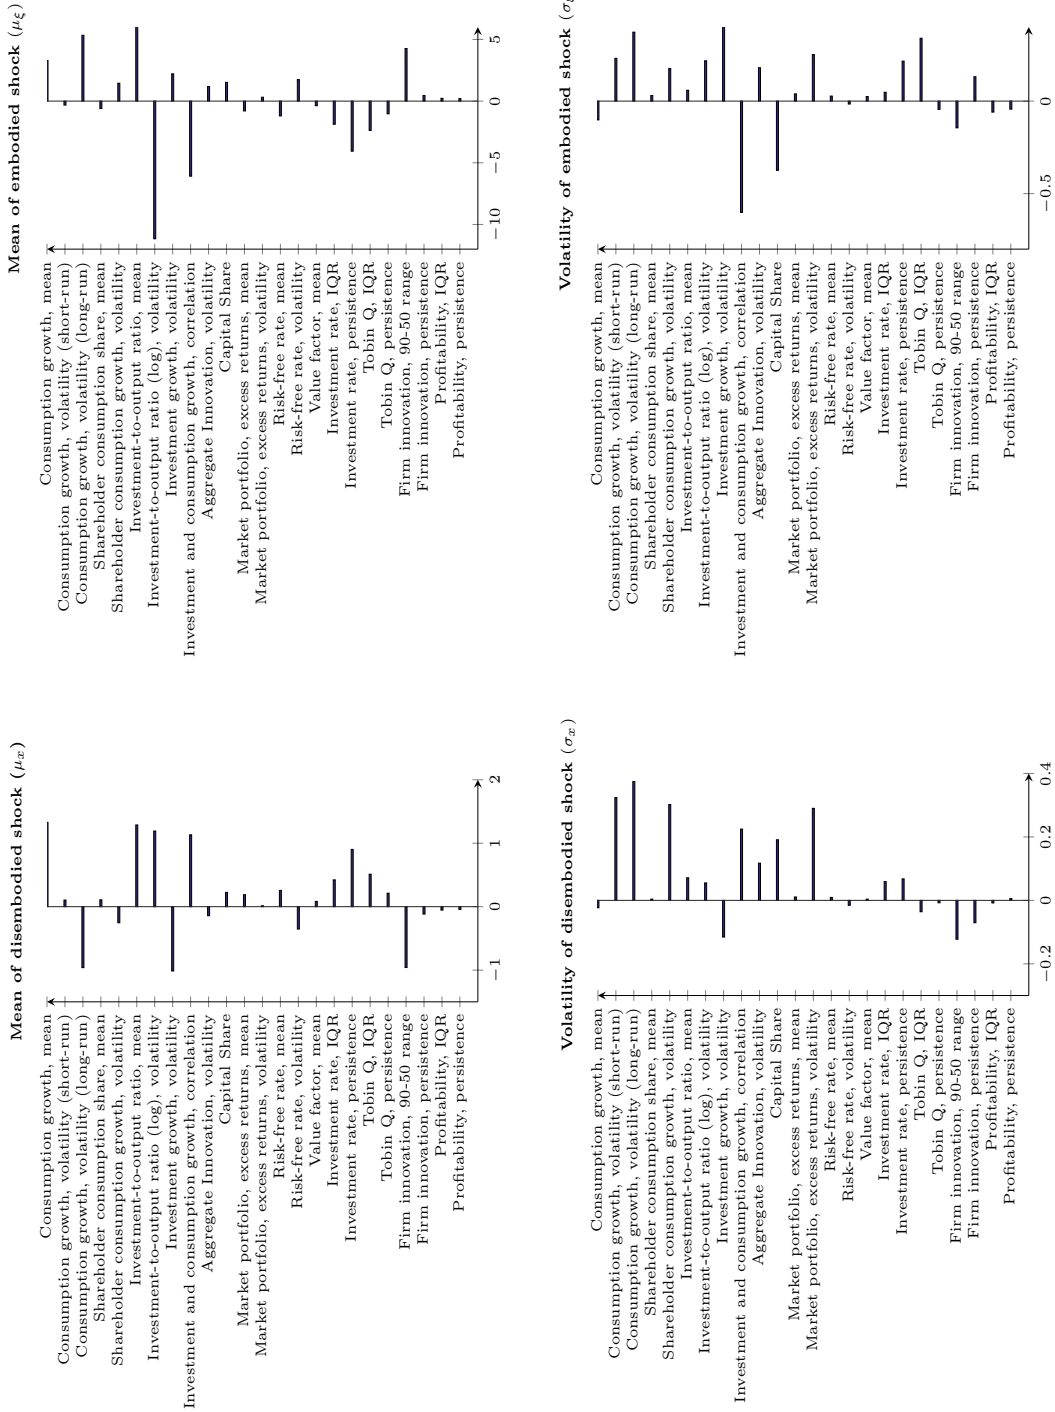 Mean of disembodied shock (μx)
−1
0
1
2
Consumption growth, mean
Consumption growth, volatility (short-run)
Consumption growth, volatility (long-run)
Shareholder consumption share, mean
Shareholder consumption growth, volatility
Investment-to-output ratio, mean
Investment-to-output ratio (log), volatility
Investment growth, volatility
Investment and consumption growth, correlation
Aggregate Innovation, volatility
Capital Share
Market portfolio, excess returns, mean
Market portfolio, excess returns, volatility
Risk-free rate, mean
Risk-free rate, volatility
Value factor, mean
Investment rate, IQR
Investment rate, persistence
Tobin Q, IQR
Tobin Q, persistence
Firm innovation, 90-50 range
Firm innovation, persistence
Profitability, IQR
Profitability, persistence
Mean of embodied shock (μξ)
−10
−5
0
5
Consumption growth, mean
Consumption growth, volatility (short-run)
Consumption growth, volatility (long-run)
Shareholder consumption share, mean
Shareholder consumption growth, volatility
Investment-to-output ratio, mean
Investment-to-output ratio (log), volatility
Investment growth, volatility
Investment and consumption growth, correlation
Aggregate Innovation, volatility
Capital Share
Market portfolio, excess returns, mean
Market portfolio, excess returns, volatility
Risk-free rate, mean
Risk-free rate, volatility
Value factor, mean
Investment rate, IQR
Investment rate, persistence
Tobin Q, IQR
Tobin Q, persistence
Firm innovation, 90-50 range
Firm innovation, persistence
Profitability, IQR
Profitability, persistence
Volatility of disembodied shock (σx)
−0.2
0
0.2
0.4
Consumption growth, mean
Consumption growth, volatility (short-run)
Consumption growth, volatility (long-run)
Shareholder consumption share, mean
Shareholder consumption growth, volatility
Investment-to-output ratio, mean
Investment-to-output ratio (log), volatility
Investment growth, volatility
Investment and consumption growth, correlation
Aggregate Innovation, volatility
Capital Share
Market portfolio, excess returns, mean
Market portfolio, excess returns, volatility
Risk-free rate, mean
Risk-free rate, volatility
Value factor, mean
Investment rate, IQR
Investment rate, persistence
Tobin Q, IQR
Tobin Q, persistence
Firm innovation, 90-50 range
Firm innovation, persistence
Profitability, IQR
Profitability, persistence
Volatility of embodied shock (σξ
−0.5
0
Consumption growth, mean
Consumption growth, volatility (short-run)
Consumption growth, volatility (long-run)
Shareholder consumption share, mean
Shareholder consumption growth, volatility
Investment-to-output ratio, mean
Investment-to-output ratio (log), volatility
Investment growth, volatility
Investment and consumption growth, correlation
Aggregate Innovation, volatility
Capital Share
Market portfolio, excess returns, mean
Market portfolio, excess returns, volatility
Risk-free rate, mean
Risk-free rate, volatility
Value factor, mean
Investment rate, IQR
Investment rate, persistence
Tobin Q, IQR
Tobin Q, persistence
Firm innovation, 90-50 range
Firm innovation, persistence
Profitability, IQR
Profitability, persistence